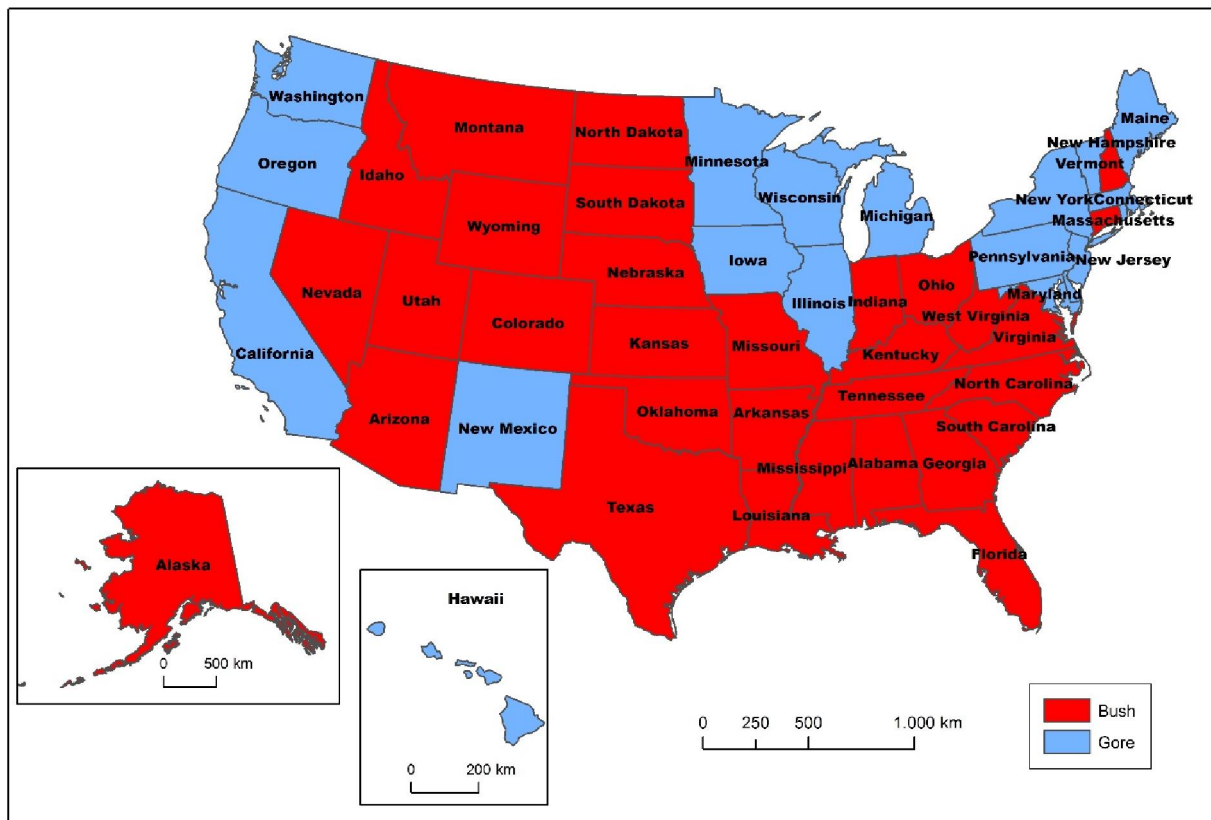 Washington
Montana
North Dakota
Minnesota
Maine
New Hampshire
Vermont
Oregon
Idaho
Wisconsin
South Dakota
Wyoming
Michigan
New York
Connecticut
Massachusetts
Iowa
Pennsylvania
New Jersey
Nebraska
Ohio
Nevada
Utah
Illinois
Indiana
Maryland
Colorado
West Virginia
Virginia
California
Kansas
Missouri
Kentucky
North Carolina
Tennessee
Arizona
New Mexico
Oklahoma
Arkansas
South Carolina
Mississippi
Alabama
Georgia
Texas
Louisiana
Florida
Alaska
0 500 km
Hawaii
0 200 km
0 250 500 1.000 km
Bush
Gore